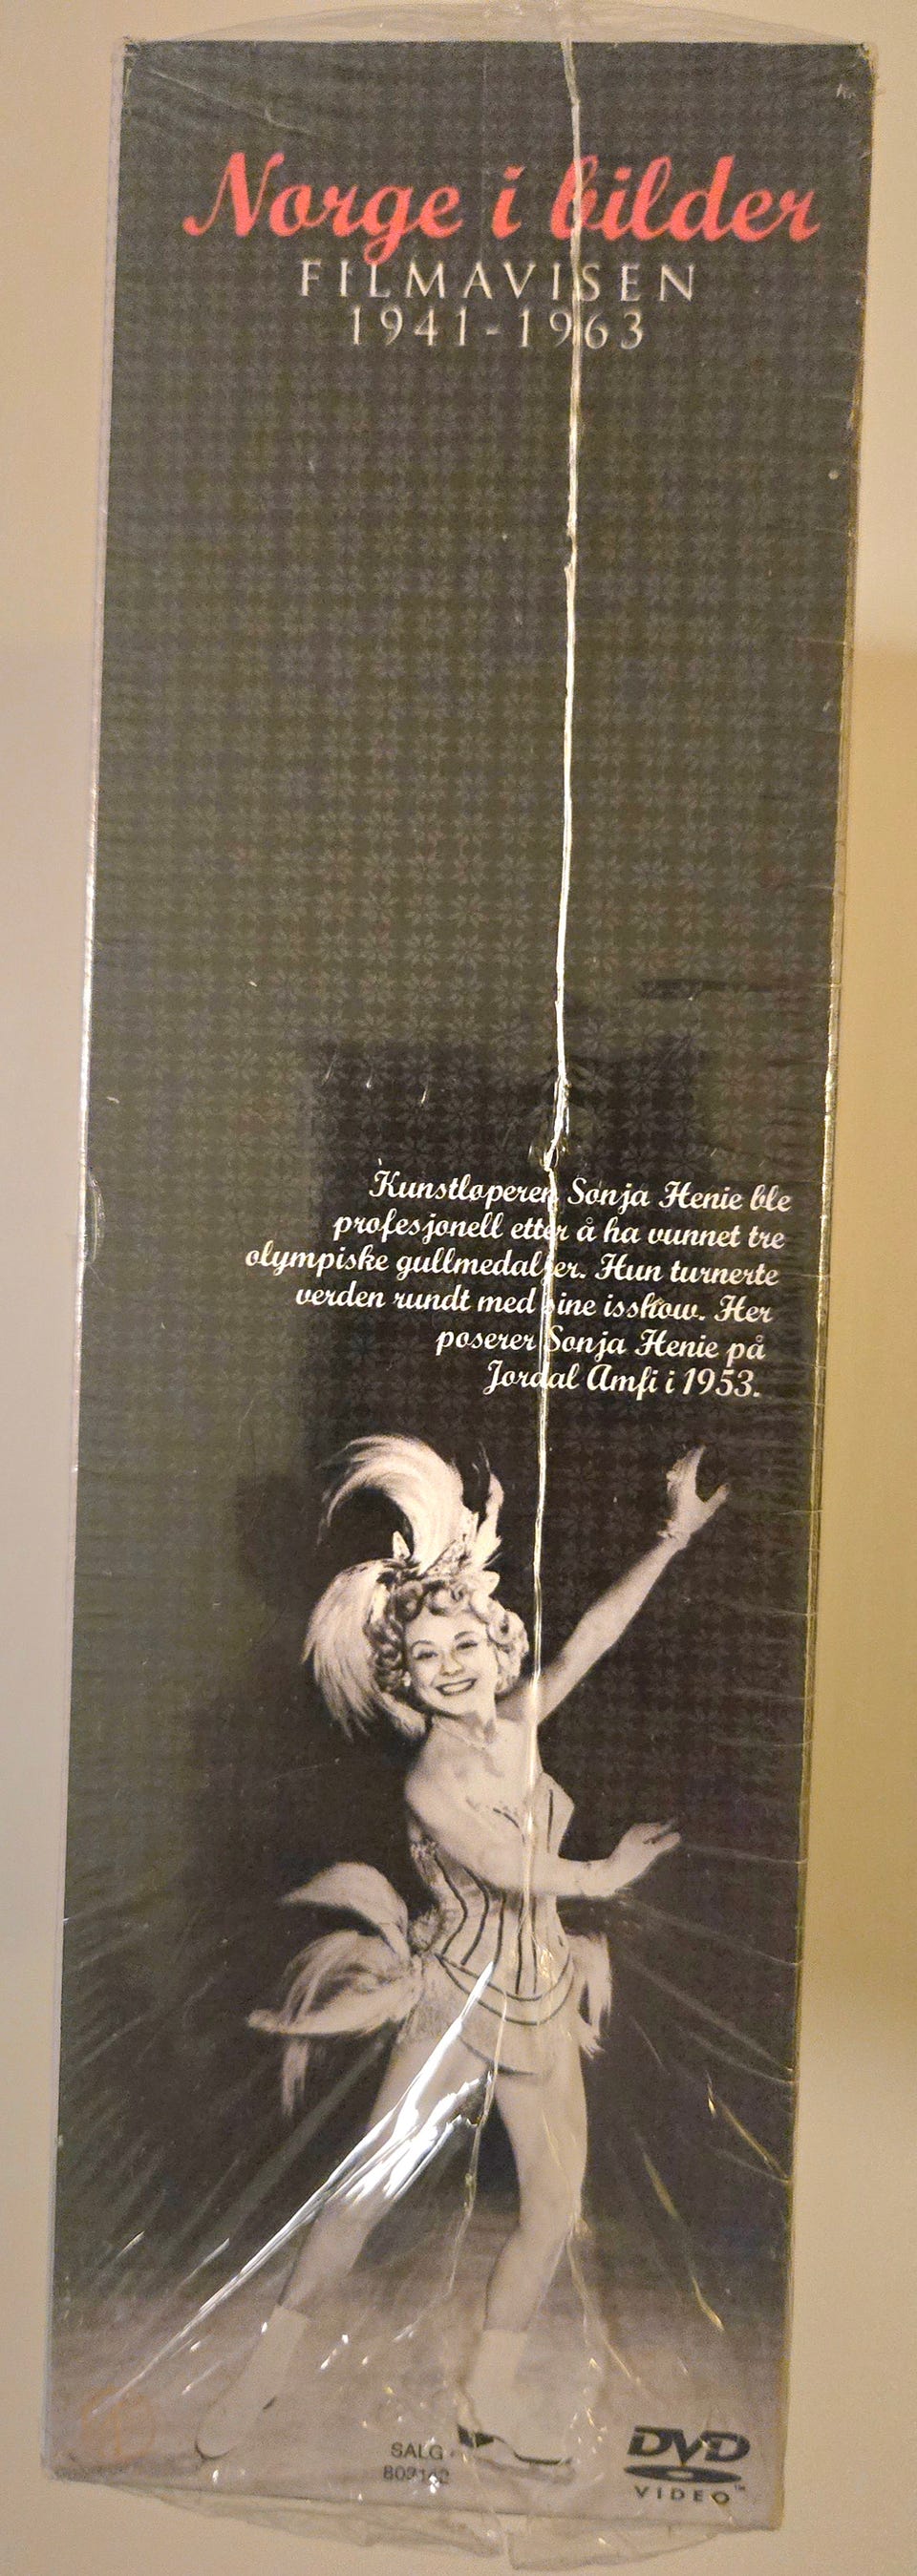 Norge i bilder
FILMAVISEN
1941-1963
Kunstløperen Sonja Henie ble
profesjonell etter å ha vunnet tre
olympiske gullmedaljer. Hun turnerte
verden rundt med sine isshow. Her
poserer Sonja Henie på
Jordal Amfi i 1953.
SALG
DVD
VIDEO™